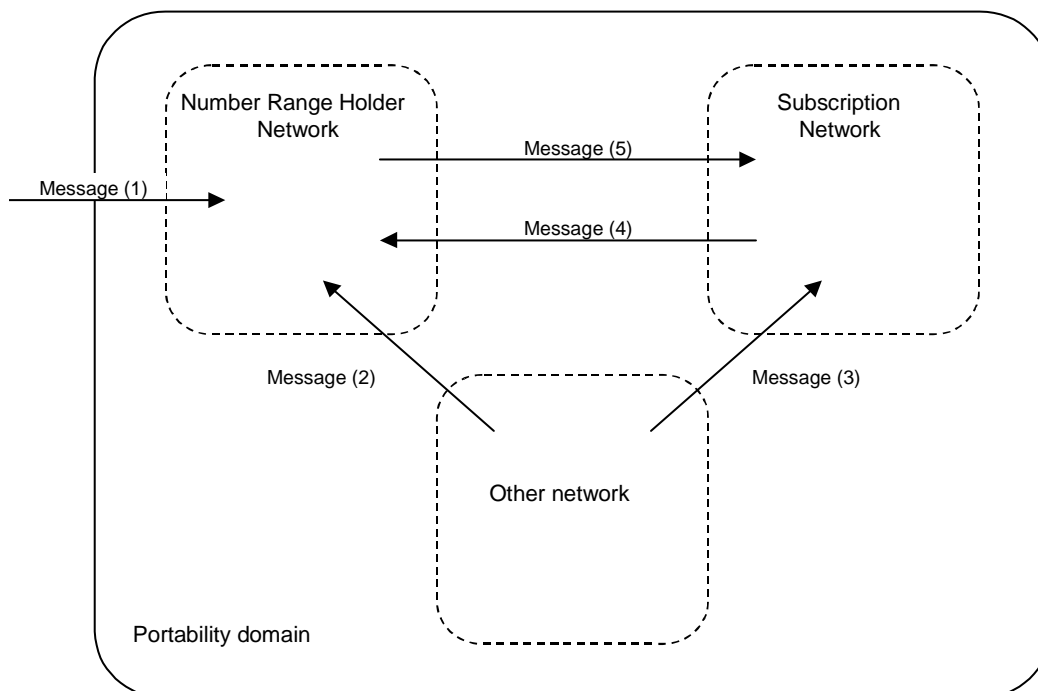 Number Range Holder
Network
Subscription
Network
Message (5)
Message (1)
Message (4)
Message (2)
Message (3)
Other network
Portability domain